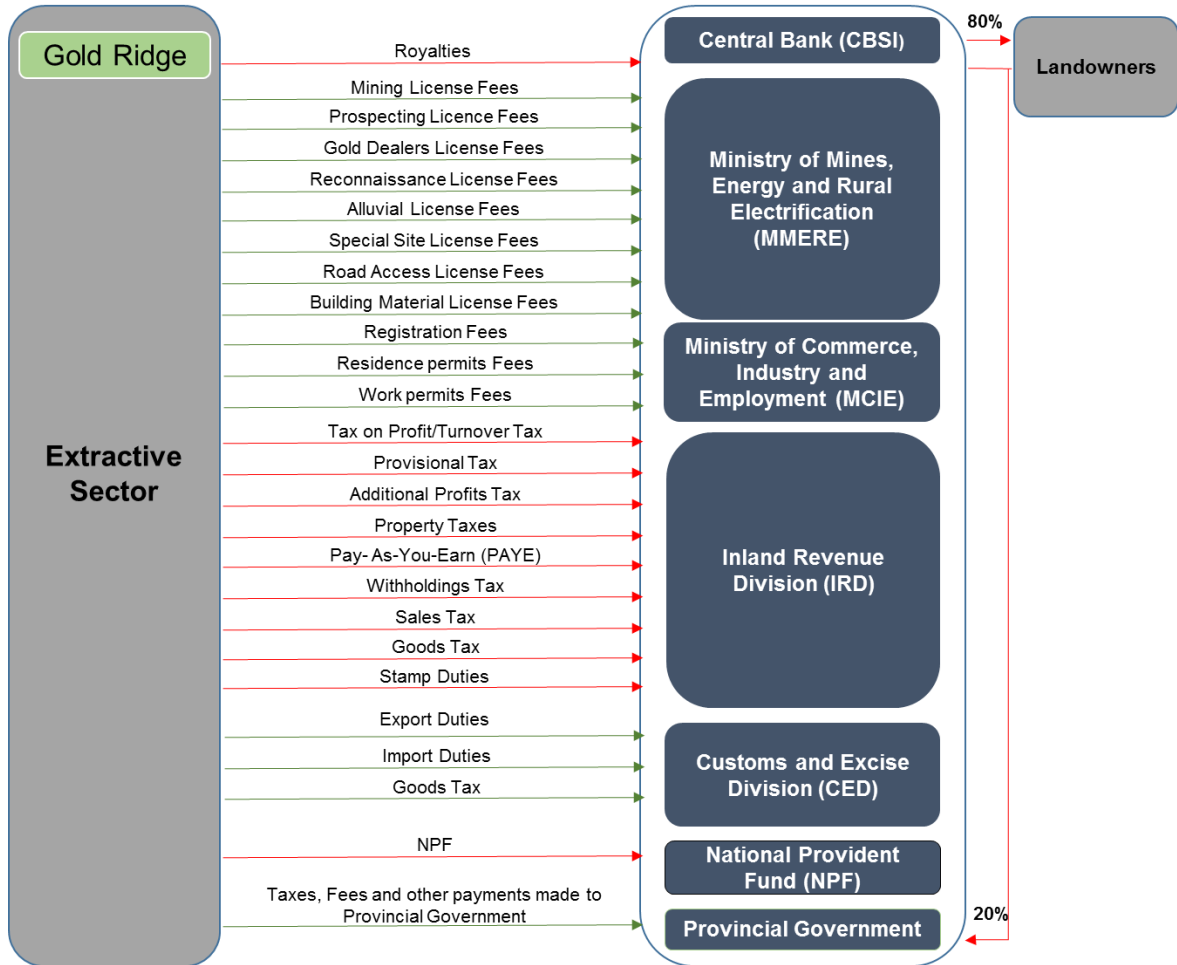 Gold Ridge
Extractive
Sector
Royalties
Mining License Fees
Prospecting Licence Fees
Gold Dealers License Fees
Reconnaissance License Fees
Alluvial License Fees
Special Site License Fees
Road Access License Fees
Building Material License Fees
Registration Fees
Residence permits Fees
Work permits Fees
Tax on Profit/Turnover Tax
Provisional Tax
Additional Profits Tax
Property Taxes
Pay- As-You-Earn (PAYE)
Withholdings Tax
Sales Tax
Goods Tax
Stamp Duties
Export Duties
Import Duties
Goods Tax
NPF
Taxes, Fees and other payments made to
Provincial Government
Central Bank (CBSI)
Ministry of Mines,
Energy and Rural
Electrification
(MMERE)
Ministry of Commerce,
Industry and
Employment (MCIE)
Inland Revenue
Division (IRD)
Customs and Excise
Division (CED)
National Provident
Fund (NPF)
Provincial Government
80%
Landowners
20%